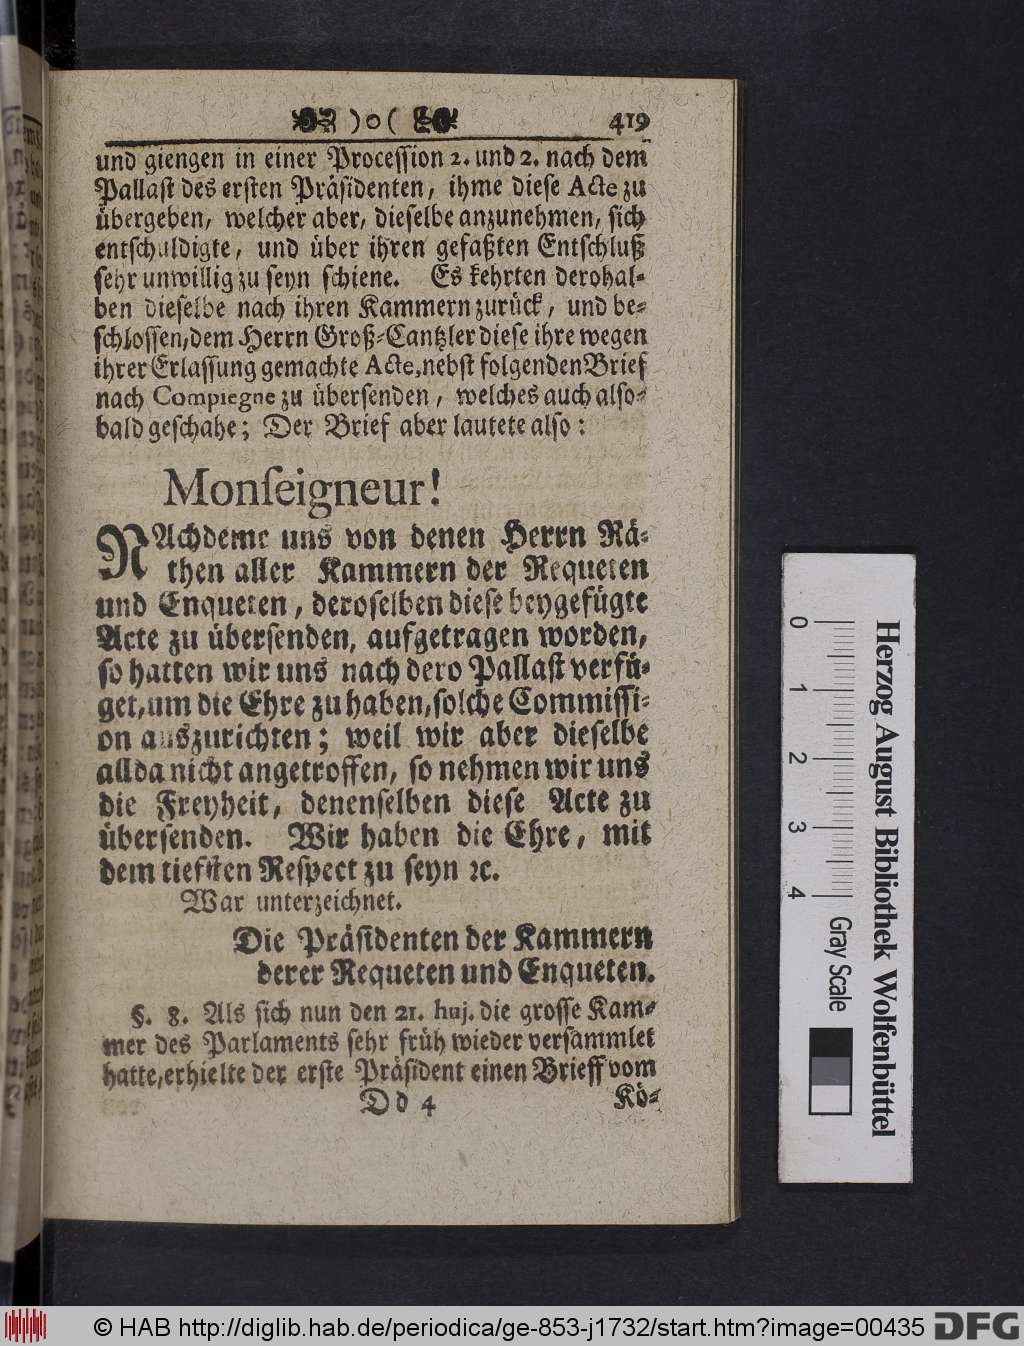 )o( 419
und giengen in einer Procession 2. und 2. nach dem
Pallast des ersten Präsidenten, ihme diese Acte zu
übergeben, welcher aber, dieselbe anzunehmen, sich
entschuldigte, und über ihren gefaßten Entschluß
sehr unwillig zu seyn schiene. Es kehrten derohal-
ben dieselbe nach ihren Kammern zurück, und be-
schlossen, dem Herrn Groß-Cantzler diese ihre wegen
ihrer Erlassung gemachte Acte, nebst folgenden Brief
nach Compiegne zu übersenden, welches auch also-
bald geschahe; Der Brief aber lautete also:
Monseigneur!
NAchdeme uns von denen Herrn Rä-
then aller Kammern der Requeten
und Enqueten, deroselben diese beygefügte
Acte zu übersenden, aufgetragen worden,
so hatten wir uns nach dero Pallast verfü-
get, um die Ehre zu haben, solche Commissi-
on auszurichten; weil wir aber dieselbe
allda nicht angetroffen, so nehmen wir uns
die Freyheit, denenselben diese Acte zu
übersenden. Wir haben die Ehre, mit
dem tiefsten Respect zu seyn ꝛc.
War unterzeichnet.
Die Präsidenten der Kammern
derer Requeten und Enqueten.
§. 8. Als sich nun den 21. huj. die grosse Kam-
mer des Parlaments sehr früh wieder versammlet
hatte, erhielte der erste Präsident einen Brieff vom
Dd 4 Kö-
0 1 2 3 4
Herzog August Bibliothek Wolfenbüttel
Gray Scale
© HAB http://diglib.hab.de/periodica/ge-853-j1732/start.htm?image=00435 DFG